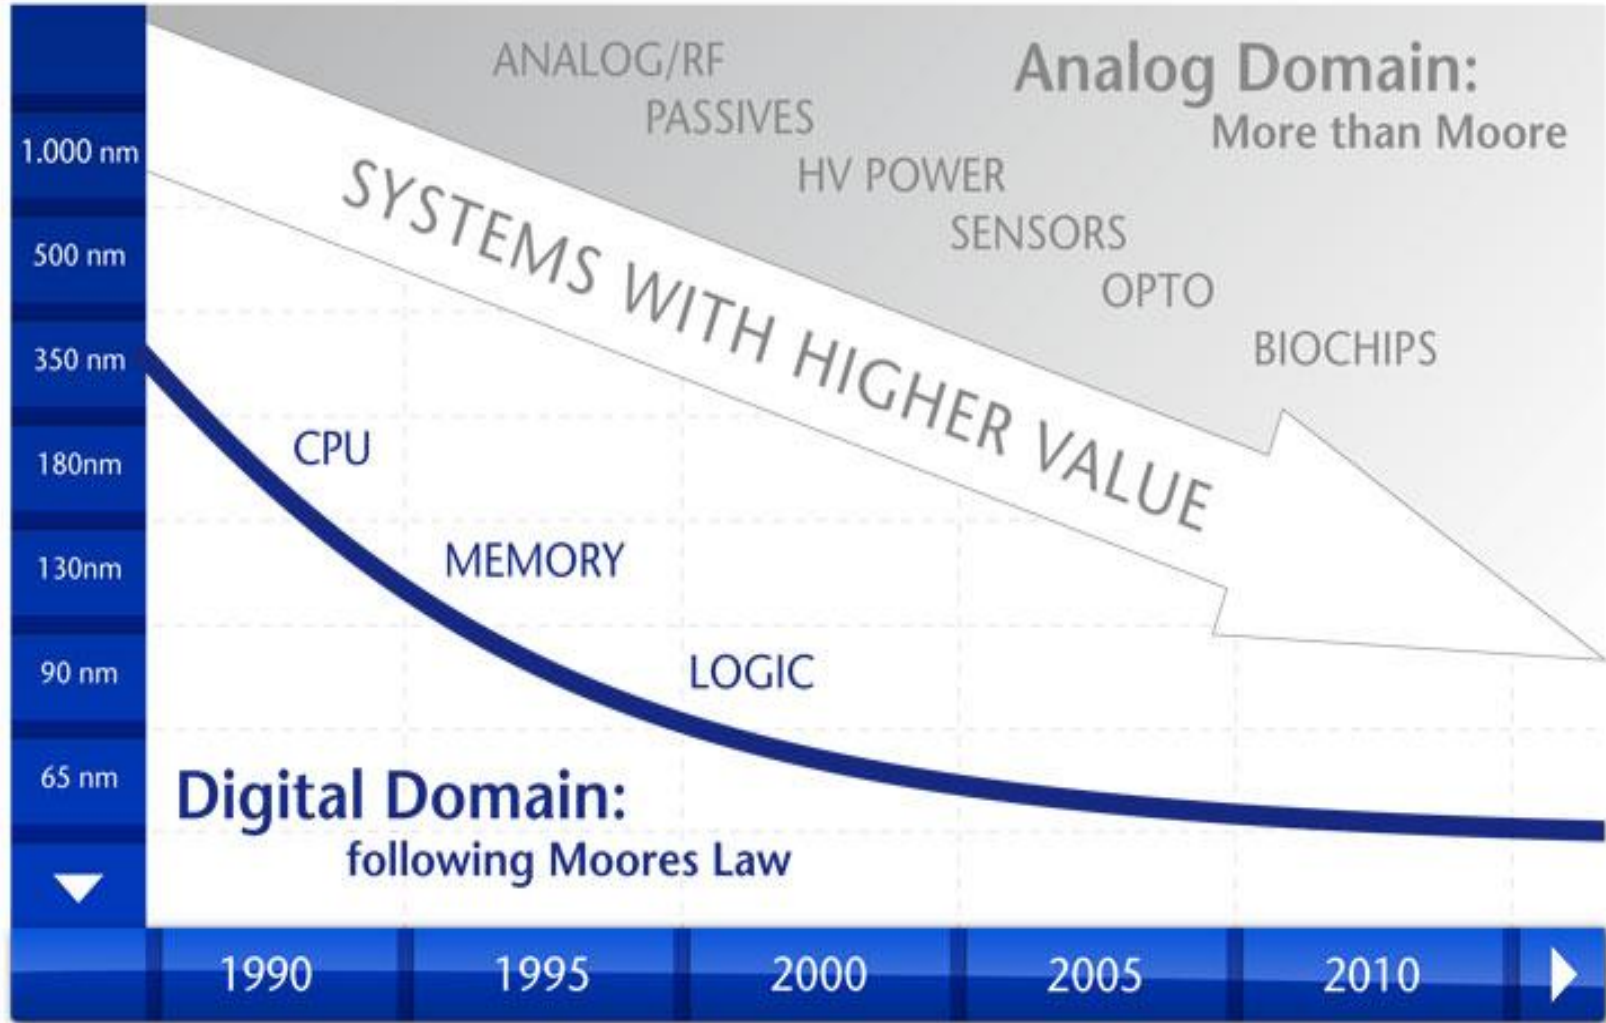 ANALOG/RF
Analog Domain:
PASSIVES
More than Moore
1.000 nm
HV POWER
SENSORS
500 nm
OPTO
SYSTEMS WITH HIGHER VALUE
BIOCHIPS
350 nm
CPU
180nm
MEMORY
130nm
LOGIC
90 nm
65 nm
Digital Domain:
following Moores Law
1990
1995
2000
2005
2010